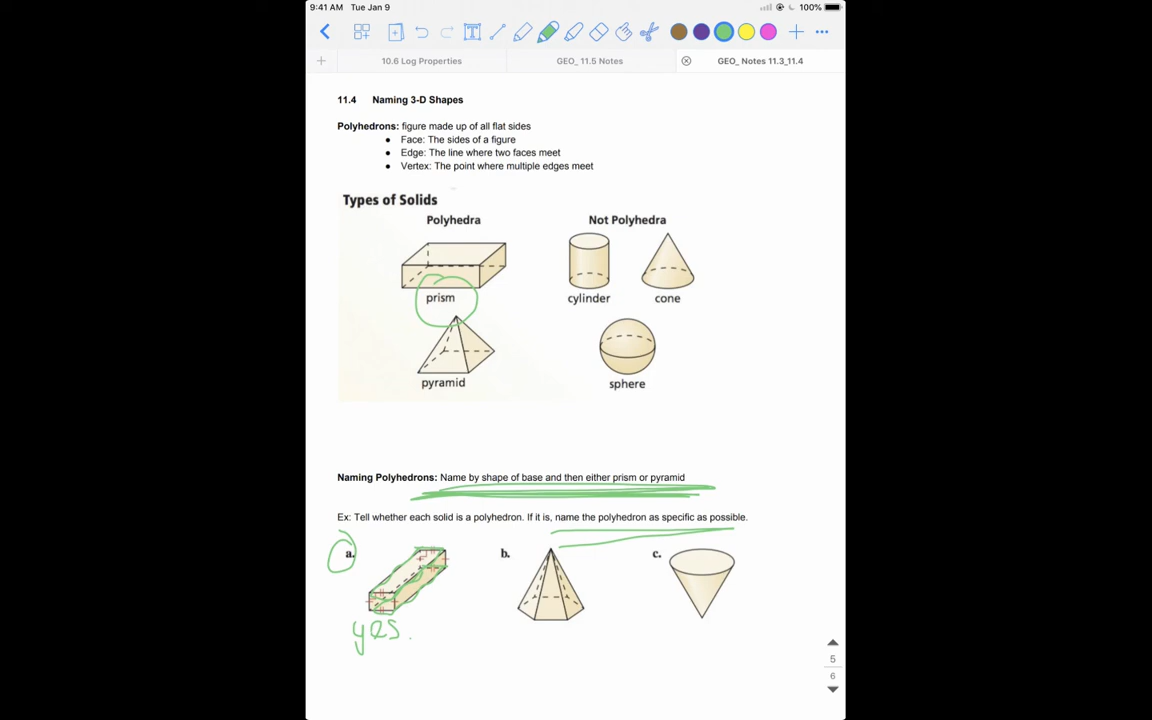 9:41 AM Tue Jan 9
100%
10.6 Log Properties
GEO_ 11.5 Notes
GEO_ Notes 11.3_11.4
11.4 Naming 3-D Shapes
Polyhedrons: figure made up of all flat sides
● Face: The sides of a figure
● Edge: The line where two faces meet
● Vertex: The point where multiple edges meet
Types of Solids
Polyhedra
Not Polyhedra
prism
cylinder
cone
pyramid
sphere
Naming Polyhedrons: Name by shape of base and then either prism or pyramid
Ex: Tell whether each solid is a polyhedron. If it is, name the polyhedron as specific as possible.
a.
b.
c.
yes.
5
6